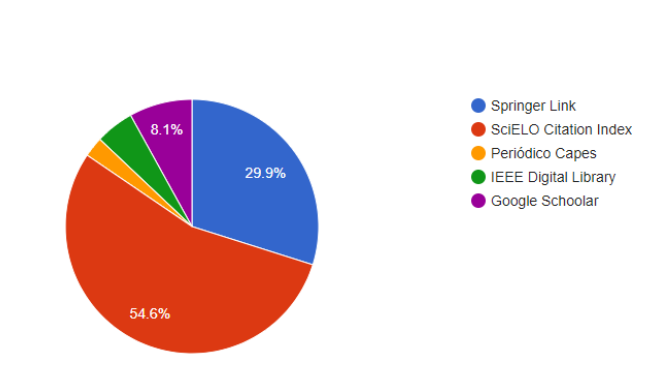 8.1%
29.9%
54.6%
Springer Link
SciELO Citation Index
Periódico Capes
IEEE Digital Library
Google Schoolar